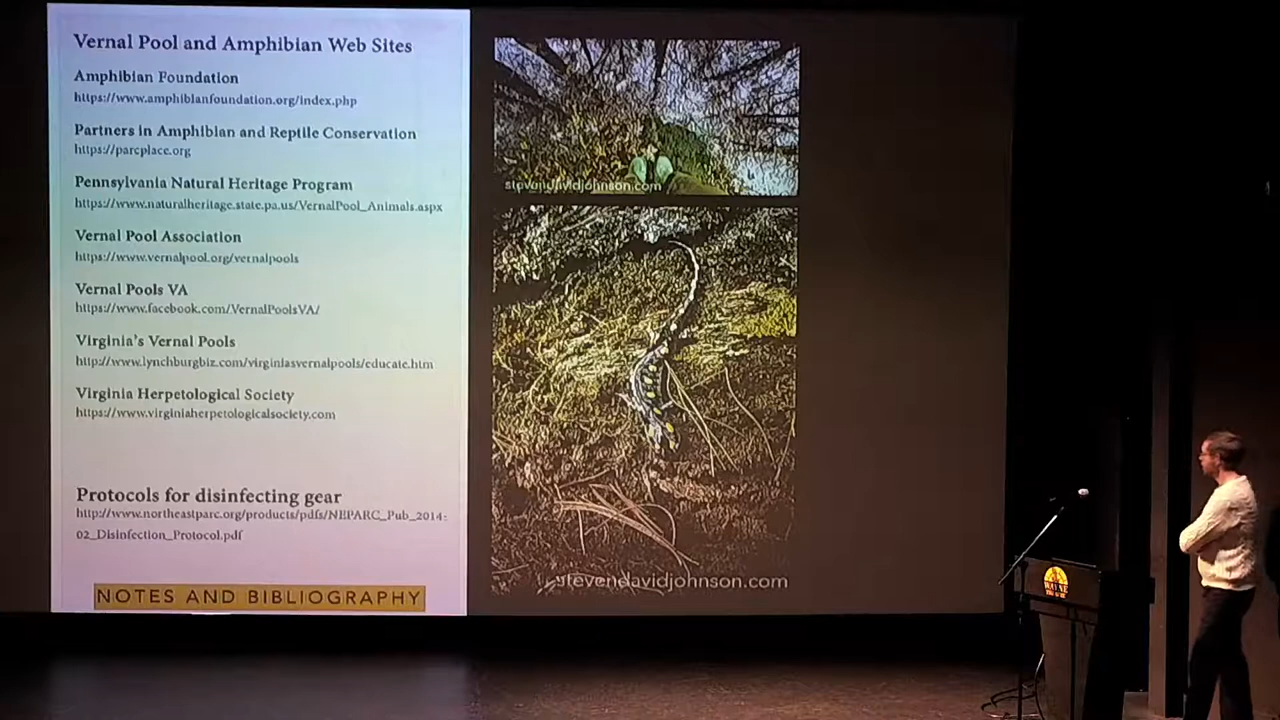 Vernal Pool and Amphibian Web Sites
Amphibian Foundation
https://www.amphibianfoundation.org/index.php
Partners in Amphibian and Reptile Conservation
https://parcplace.org
Pennsylvania Natural Heritage Program
https://www.naturalheritage.state.pa.us/VernalPool_Animals.aspx
Vernal Pool Association
https://www.vernalpool.org/vernalpools
Vernal Pools VA
https://www.facebook.com/VernalPoolsVA/
Virginia's Vernal Pools
http://www.lynchburgbiz.com/virginiasvernalpools/educate.htm
Virginia Herpetological Society
https://www.virginiaherpetologicalsociety.com
Protocols for disinfecting gear
http://www.northeastparc.org/products/pdfs/NEPARC_Pub_2014-
02_Disinfection_Protocol.pdf
NOTES AND BIBLIOGRAPHY
stevendavidjohnson.com
stevendavidjohnson.com
WAYNE